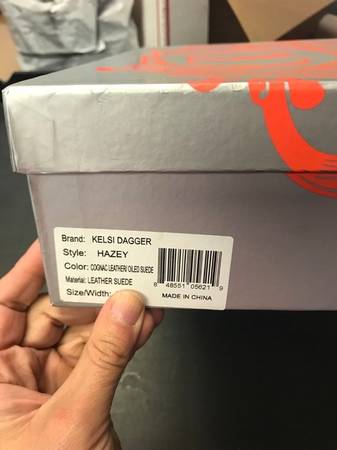 Brand: KELSI DAGGER
Style: HAZEY
Color: COGNAC LEATHER/ OILED SUEDE
Material: LEATHER SUEDE
Size/Width:
6 48551 05621 9
MADE IN CHINA